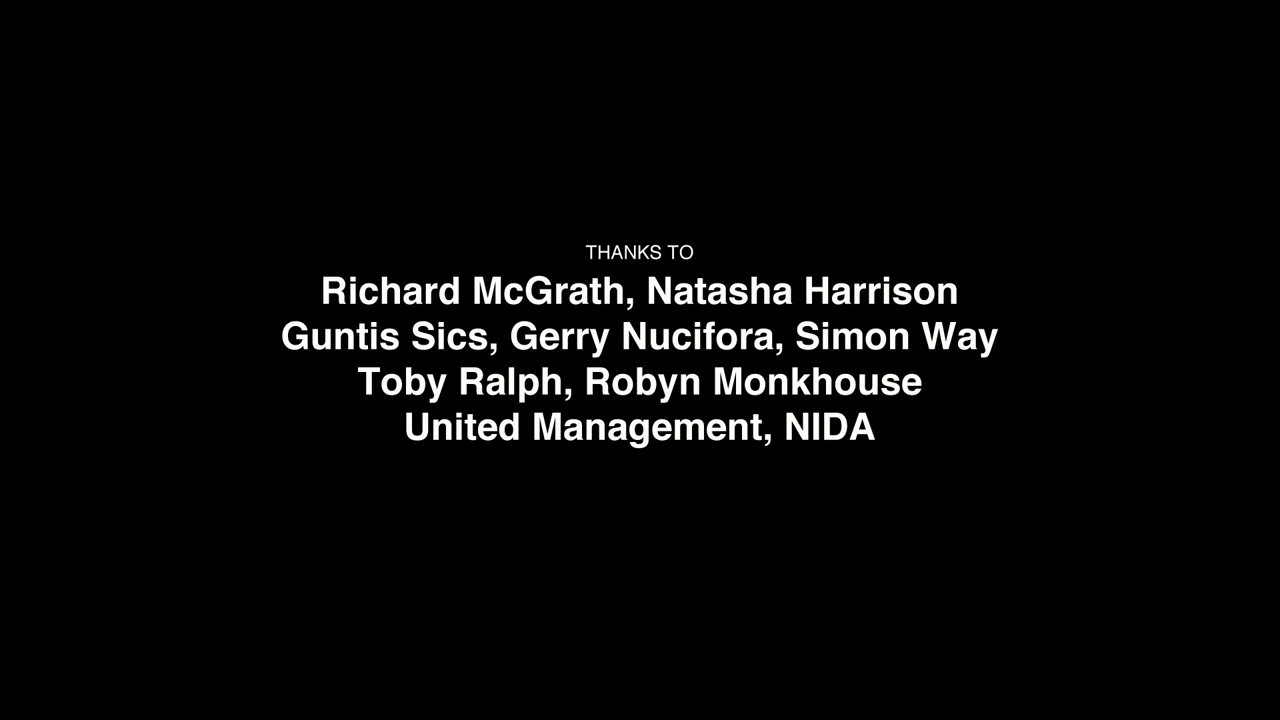 THANKS TO
Richard McGrath, Natasha Harrison
Guntis Sics, Gerry Nucifora, Simon Way
Toby Ralph, Robyn Monkhouse
United Management, NIDA